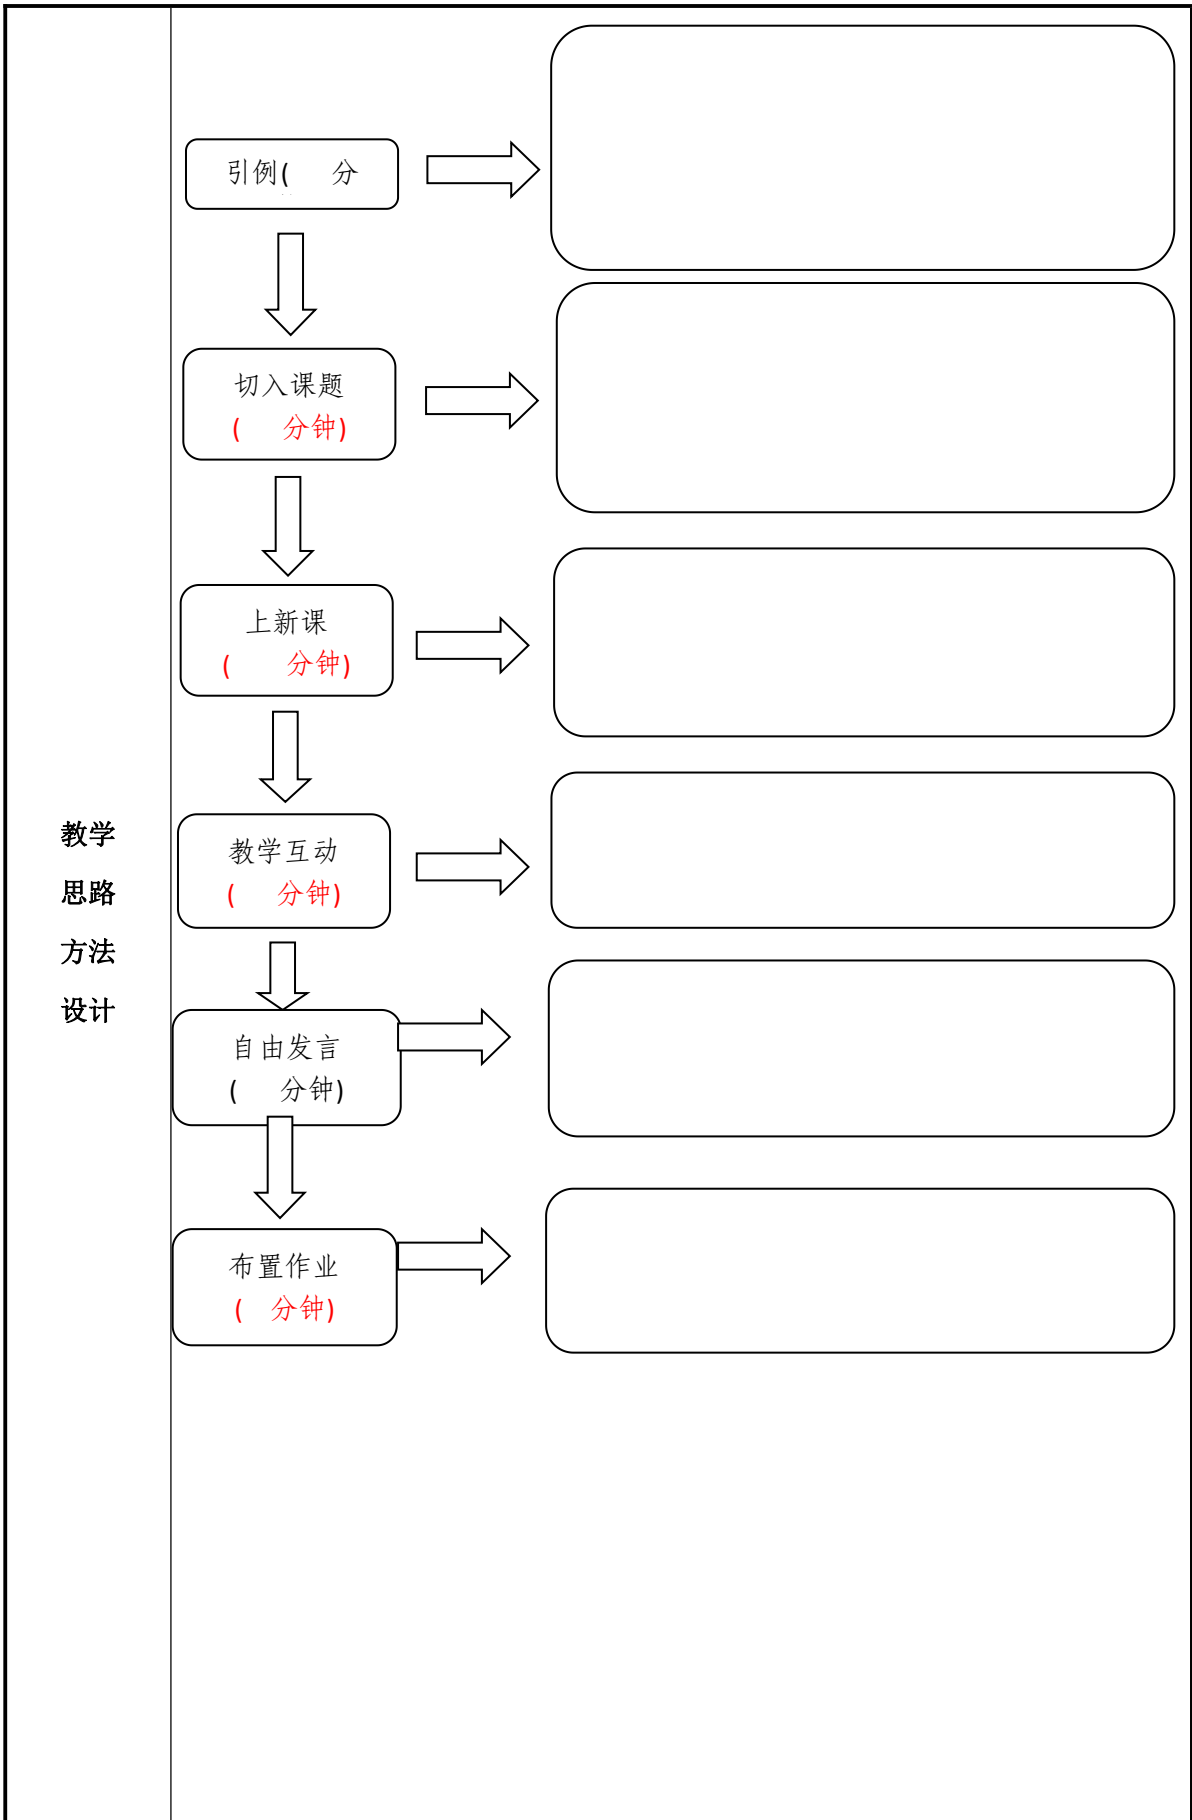 引例(   分
切入课题
(   分钟)
上新课
(    分钟)
教学
思路
方法
设计
教学互动
(   分钟)
自由发言
(   分钟)
布置作业
(  分钟)